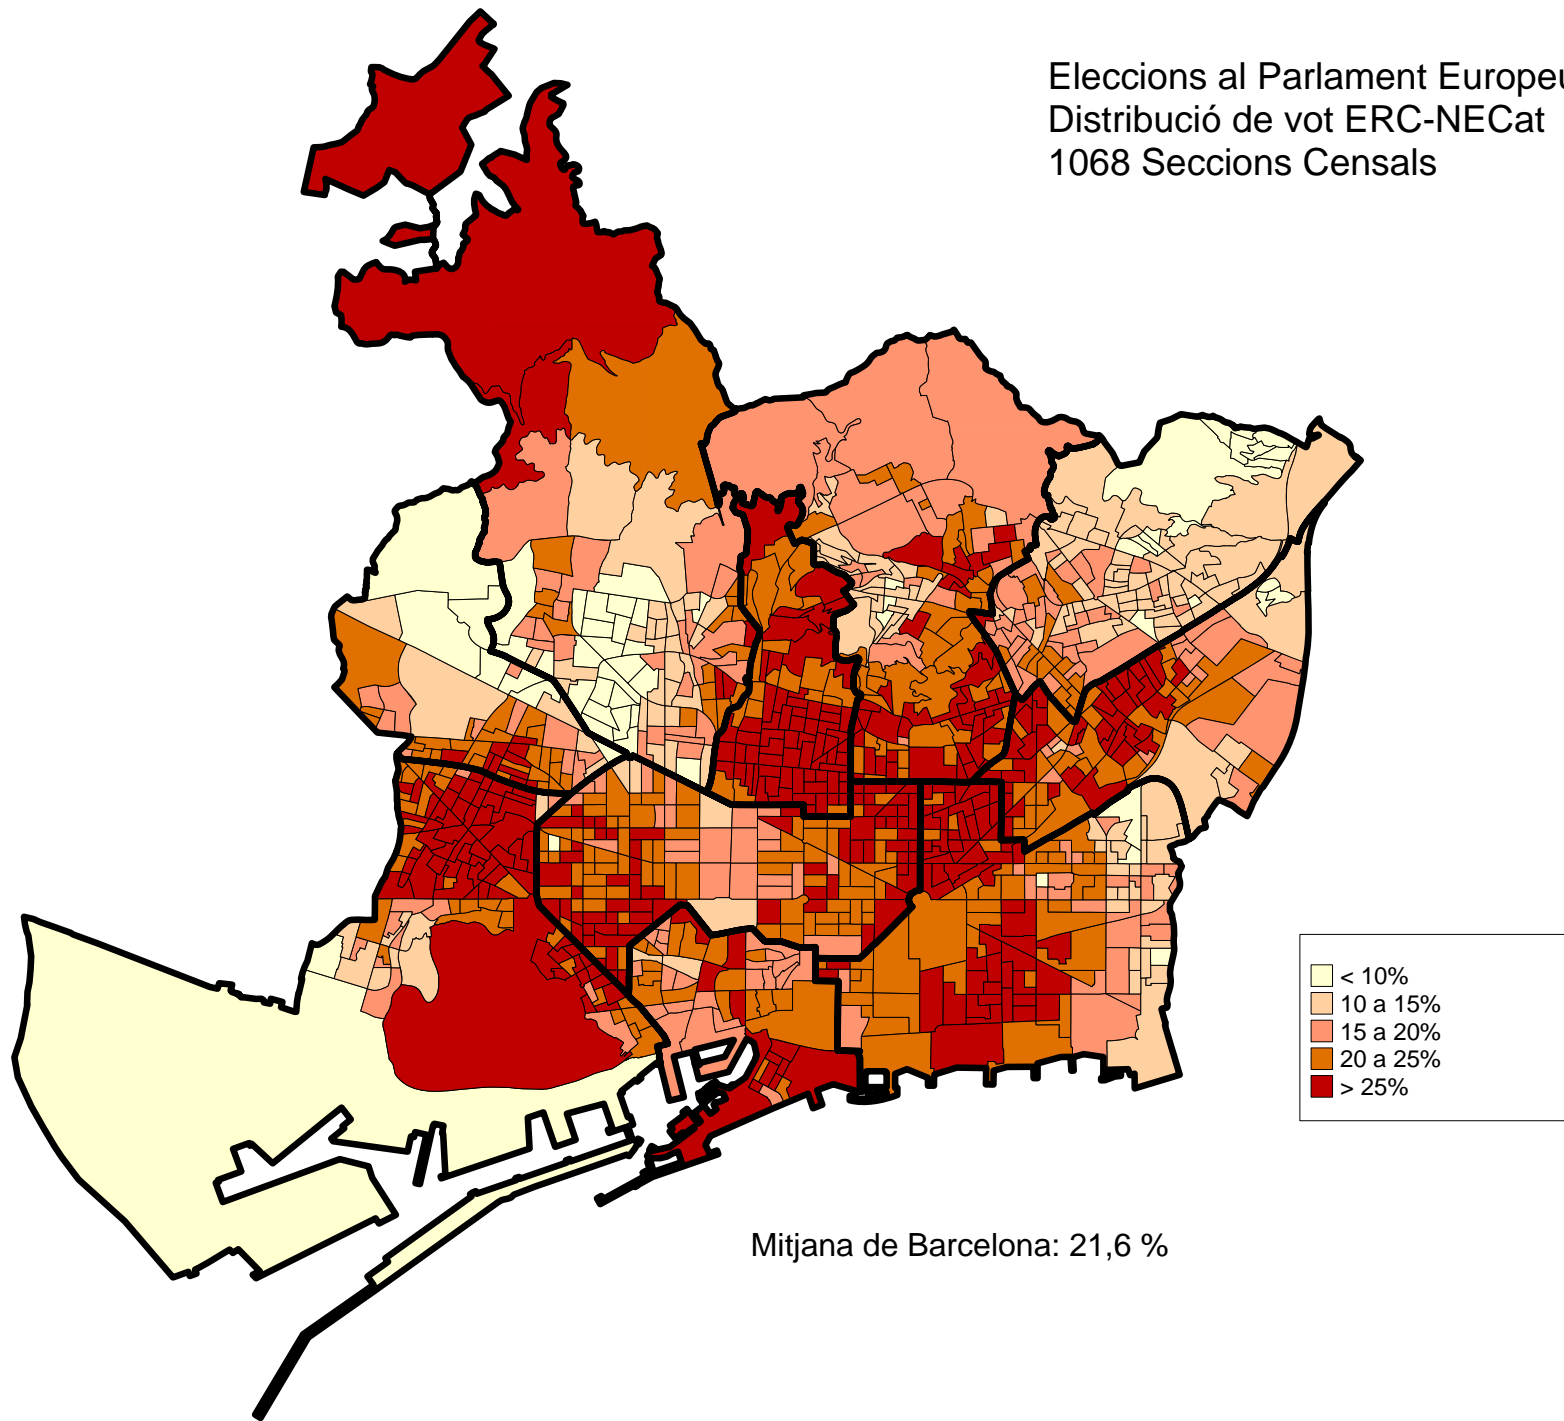 Eleccions al Parlament Europeu
Distribució de vot ERC-NECat
1068 Seccions Censals
< 10%
10 a 15%
15 a 20%
20 a 25%
> 25%
Mitjana de Barcelona: 21,6 %